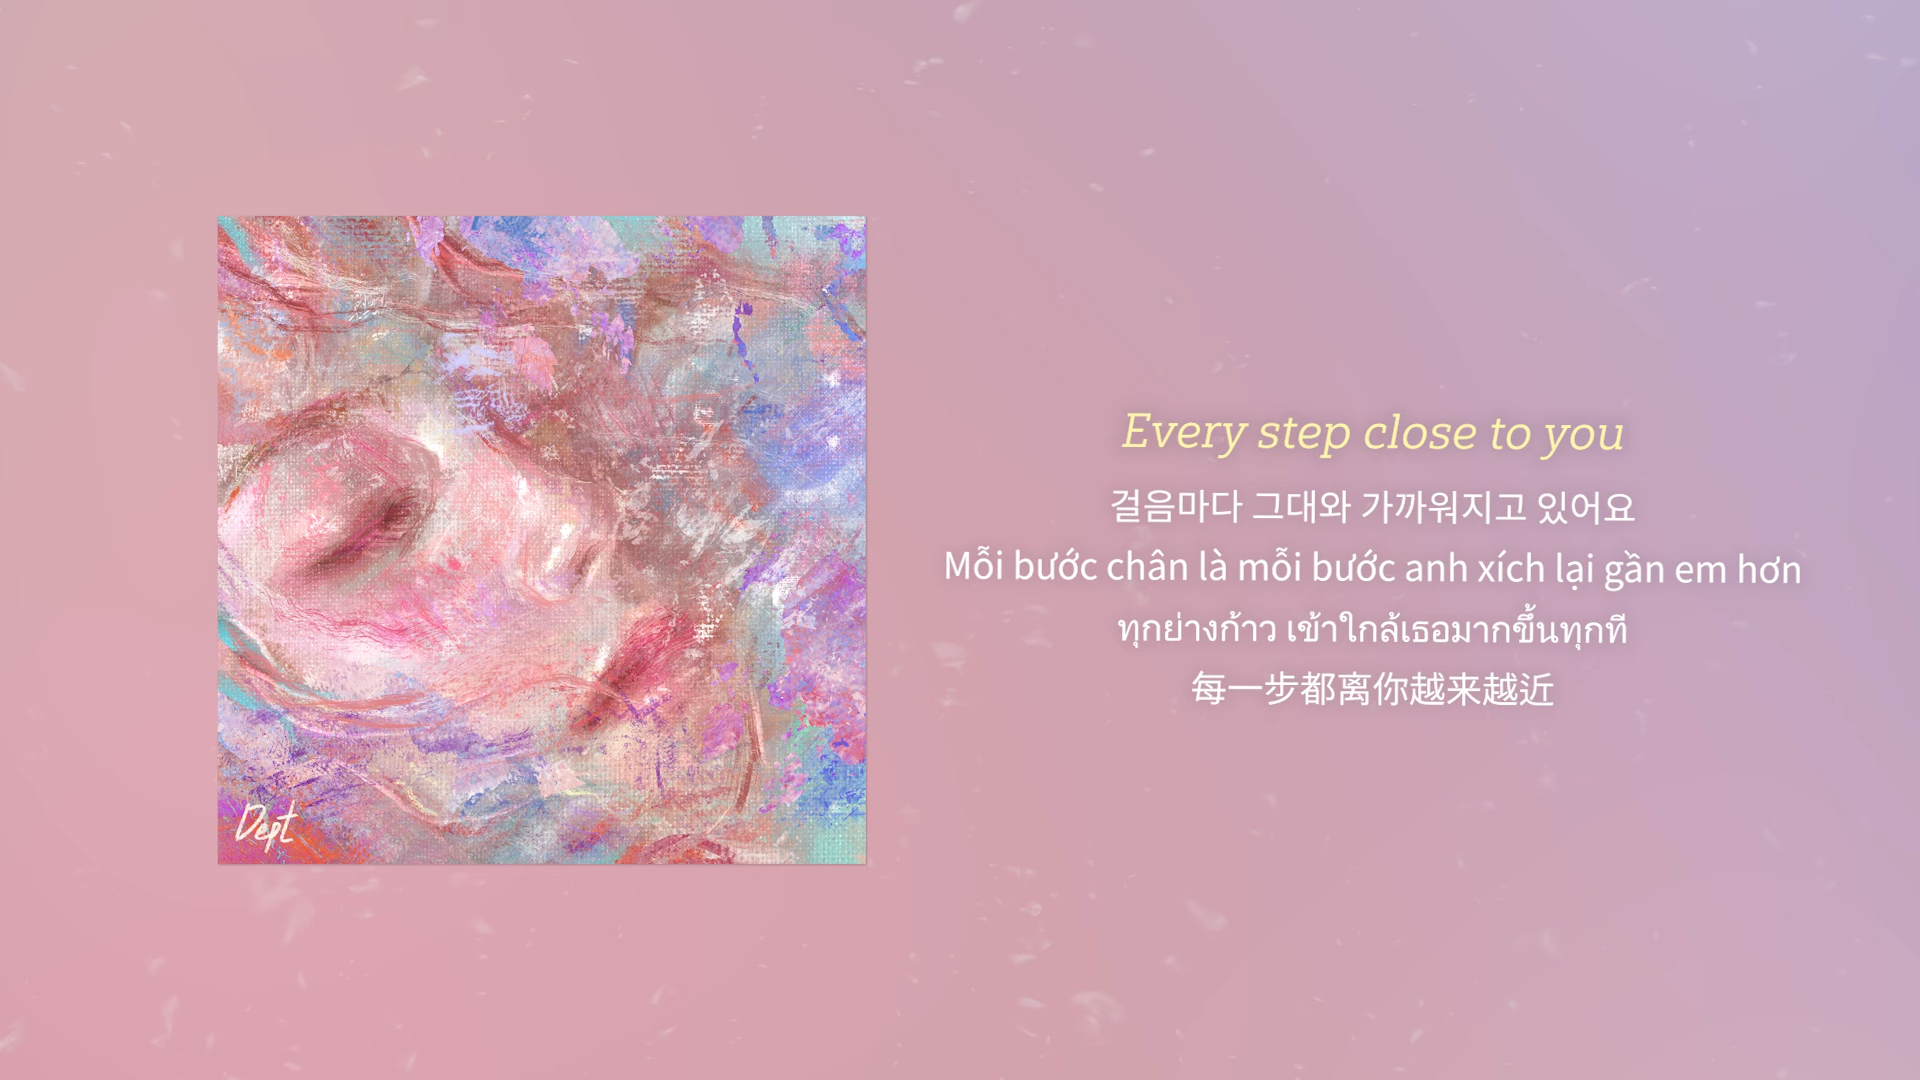 Dept
Every step close to you
걸음마다 그대와 가까워지고 있어요
Mỗi bước chân là mỗi bước anh xích lại gần em hơn
ทุกย่างก้าว เข้าใกล้เธอมากขึ้นทุกที
每一步都离你越来越近